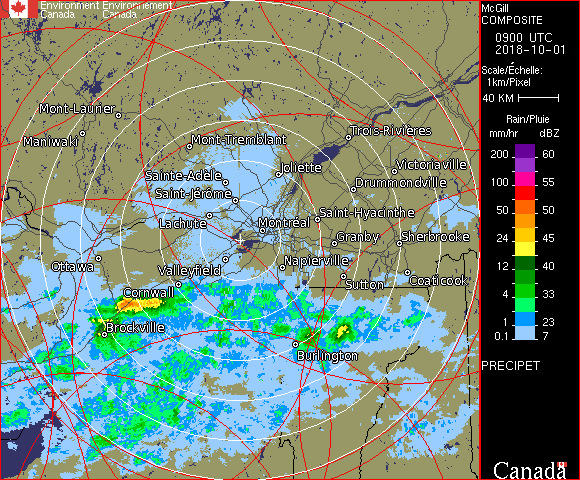 Environment Environnement
Canada Canada
McGill
COMPOSITE
0900 UTC
2018-10-01
Scale/Échelle:
1km/Pixel
40 KM
Rain/Pluie
mm/hr dBZ
200 60
100 55
50 50
24 45
12 40
4 33
1 23
0.1 7
PRECIPET
Canada
Mont-Laurier
Maniwaki
Mont-Tremblant
Trois-Rivières
Joliette
Victoriaville
Sainte-Adèle
Drummondville
Saint-Jérôme
Saint-Hyacinthe
Lachute
Montréal
Granby
Sherbrooke
Ottawa
Valleyfield
Napierville
Sutton
Coaticook
Cornwall
Brockville
Burlington